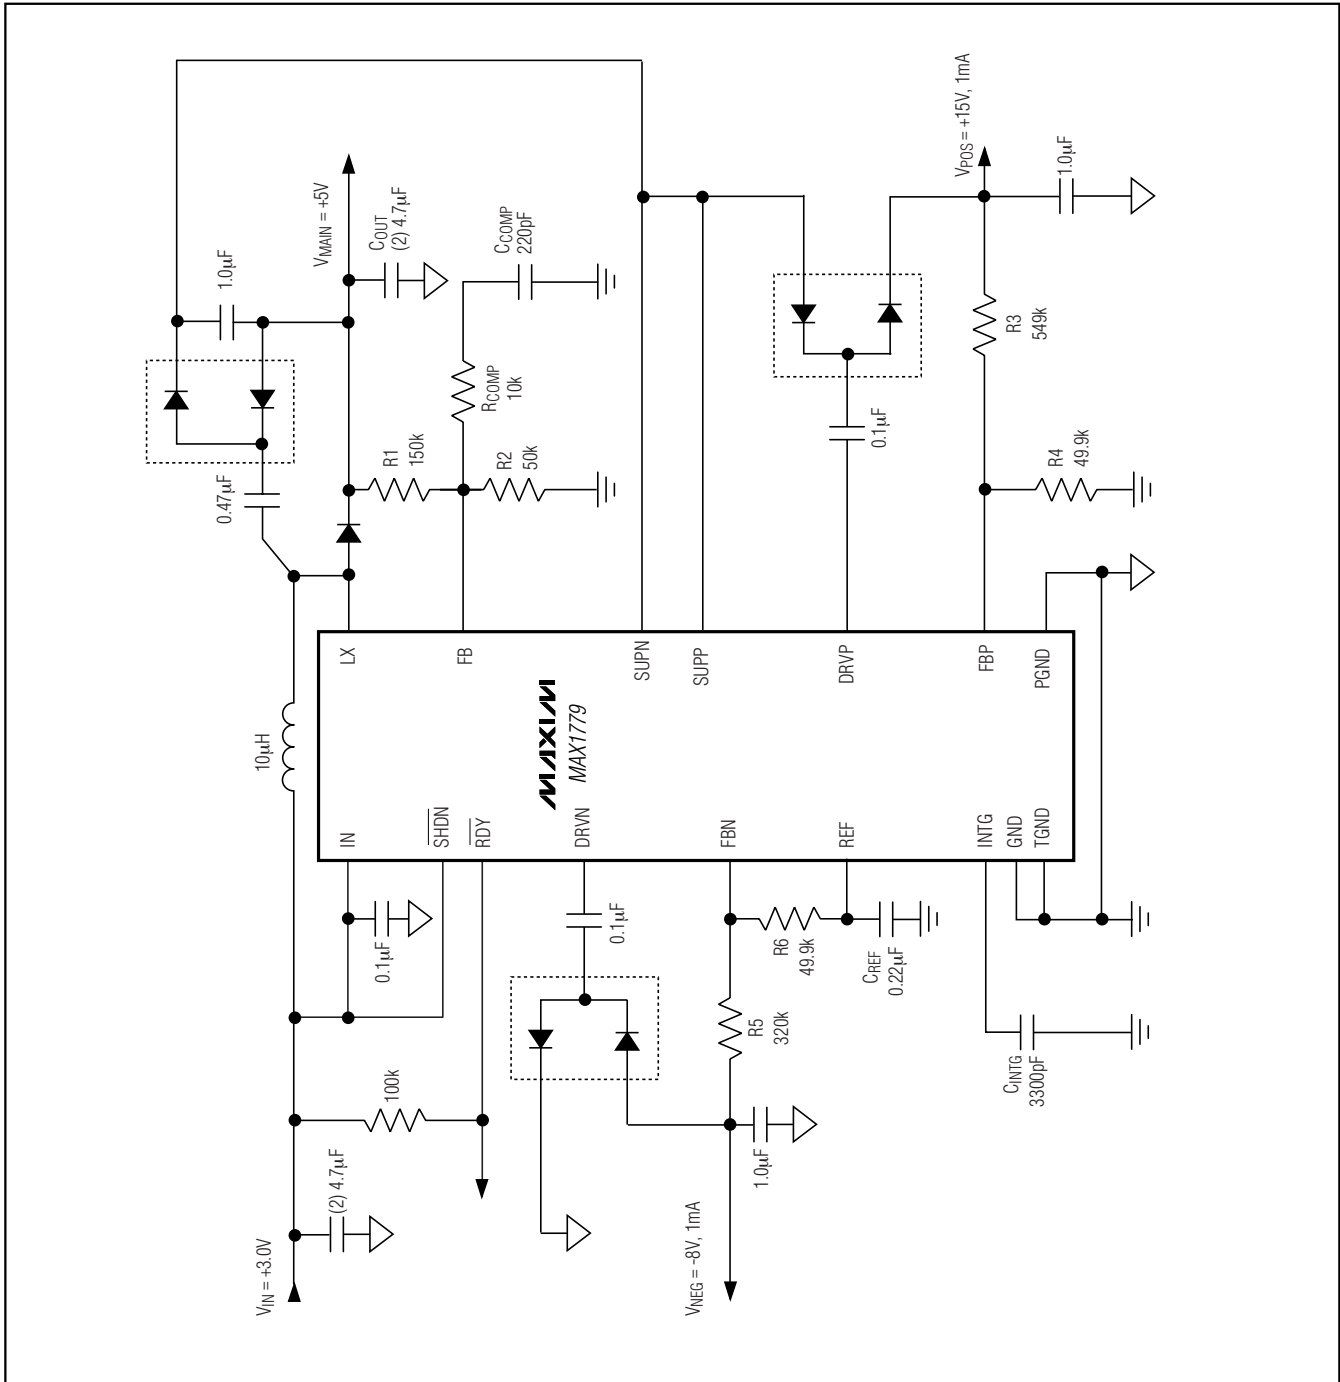 VIN = +3.0V
(2) 4.7µF
100k
0.1µF
10µH
0.47µF
1.0µF
VMAIN = +5V
COUT
(2) 4.7µF
R1
150k
RCOMP
10k
CCOMP
220pF
R2
50k
IN
SHDN
RDY
DRVN
FBN
REF
INTG
GND
TGND
LX
FB
SUPN
SUPP
DRVP
FBP
PGND
MAXIM
MAX1779
0.1µF
VNEG = -8V, 1mA
1.0µF
R5
320k
R6
49.9k
CREF
0.22µF
CINTG
3300pF
0.1µF
VPOS = +15V, 1mA
1.0µF
R3
549k
R4
49.9k